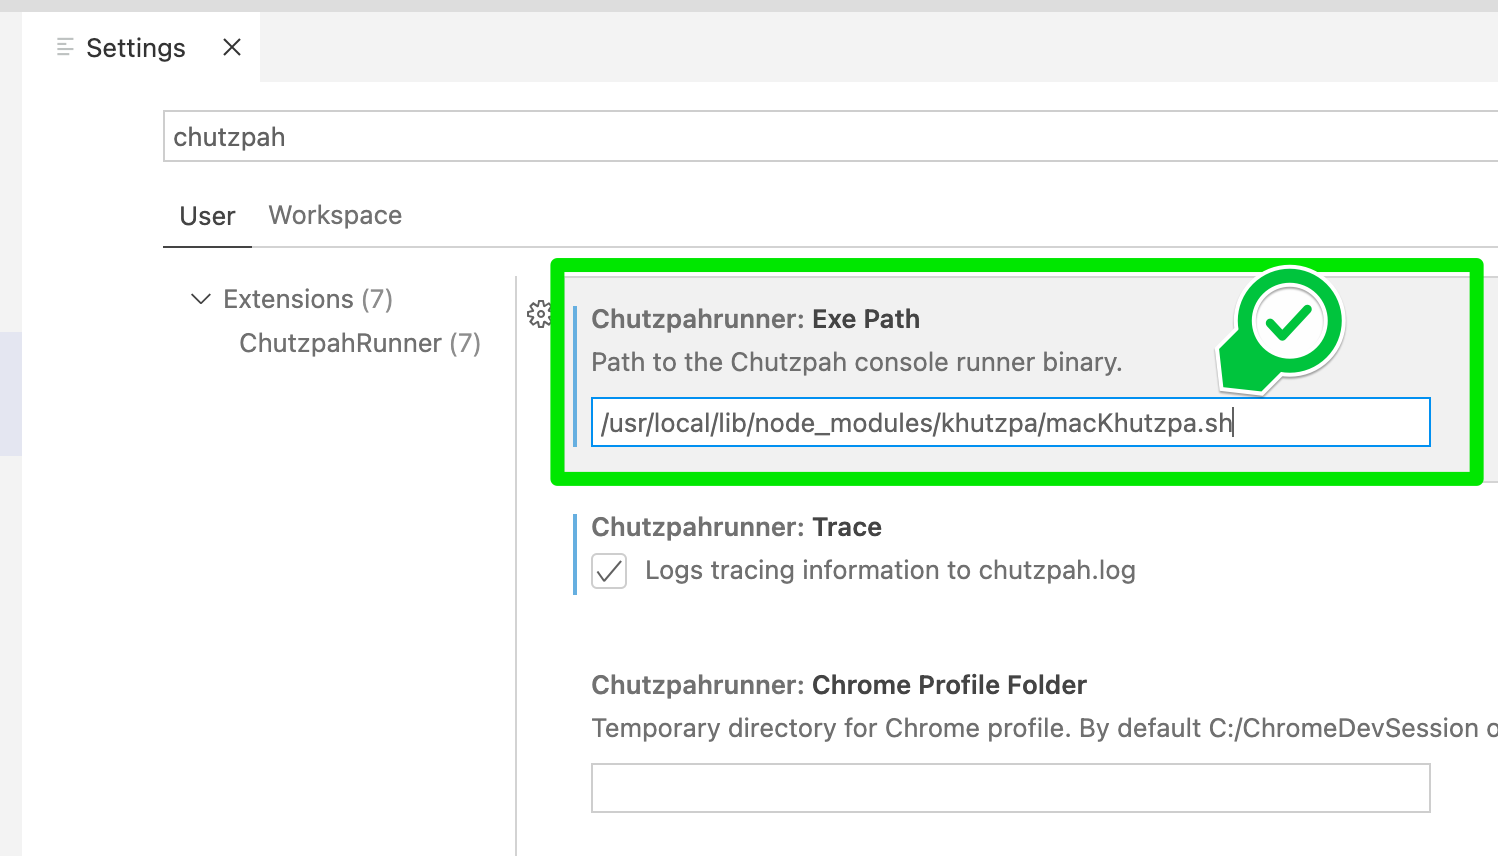 Settings
chutzpah
User Workspace
Extensions (7)
ChutzpahRunner (7)
Chutzpahrunner: Exe Path
Path to the Chutzpah console runner binary.
/usr/local/lib/node_modules/khutzpa/macKhutzpa.sh
Chutzpahrunner: Trace
Logs tracing information to chutzpah.log
Chutzpahrunner: Chrome Profile Folder
Temporary directory for Chrome profile. By default C:/ChromeDevSession o